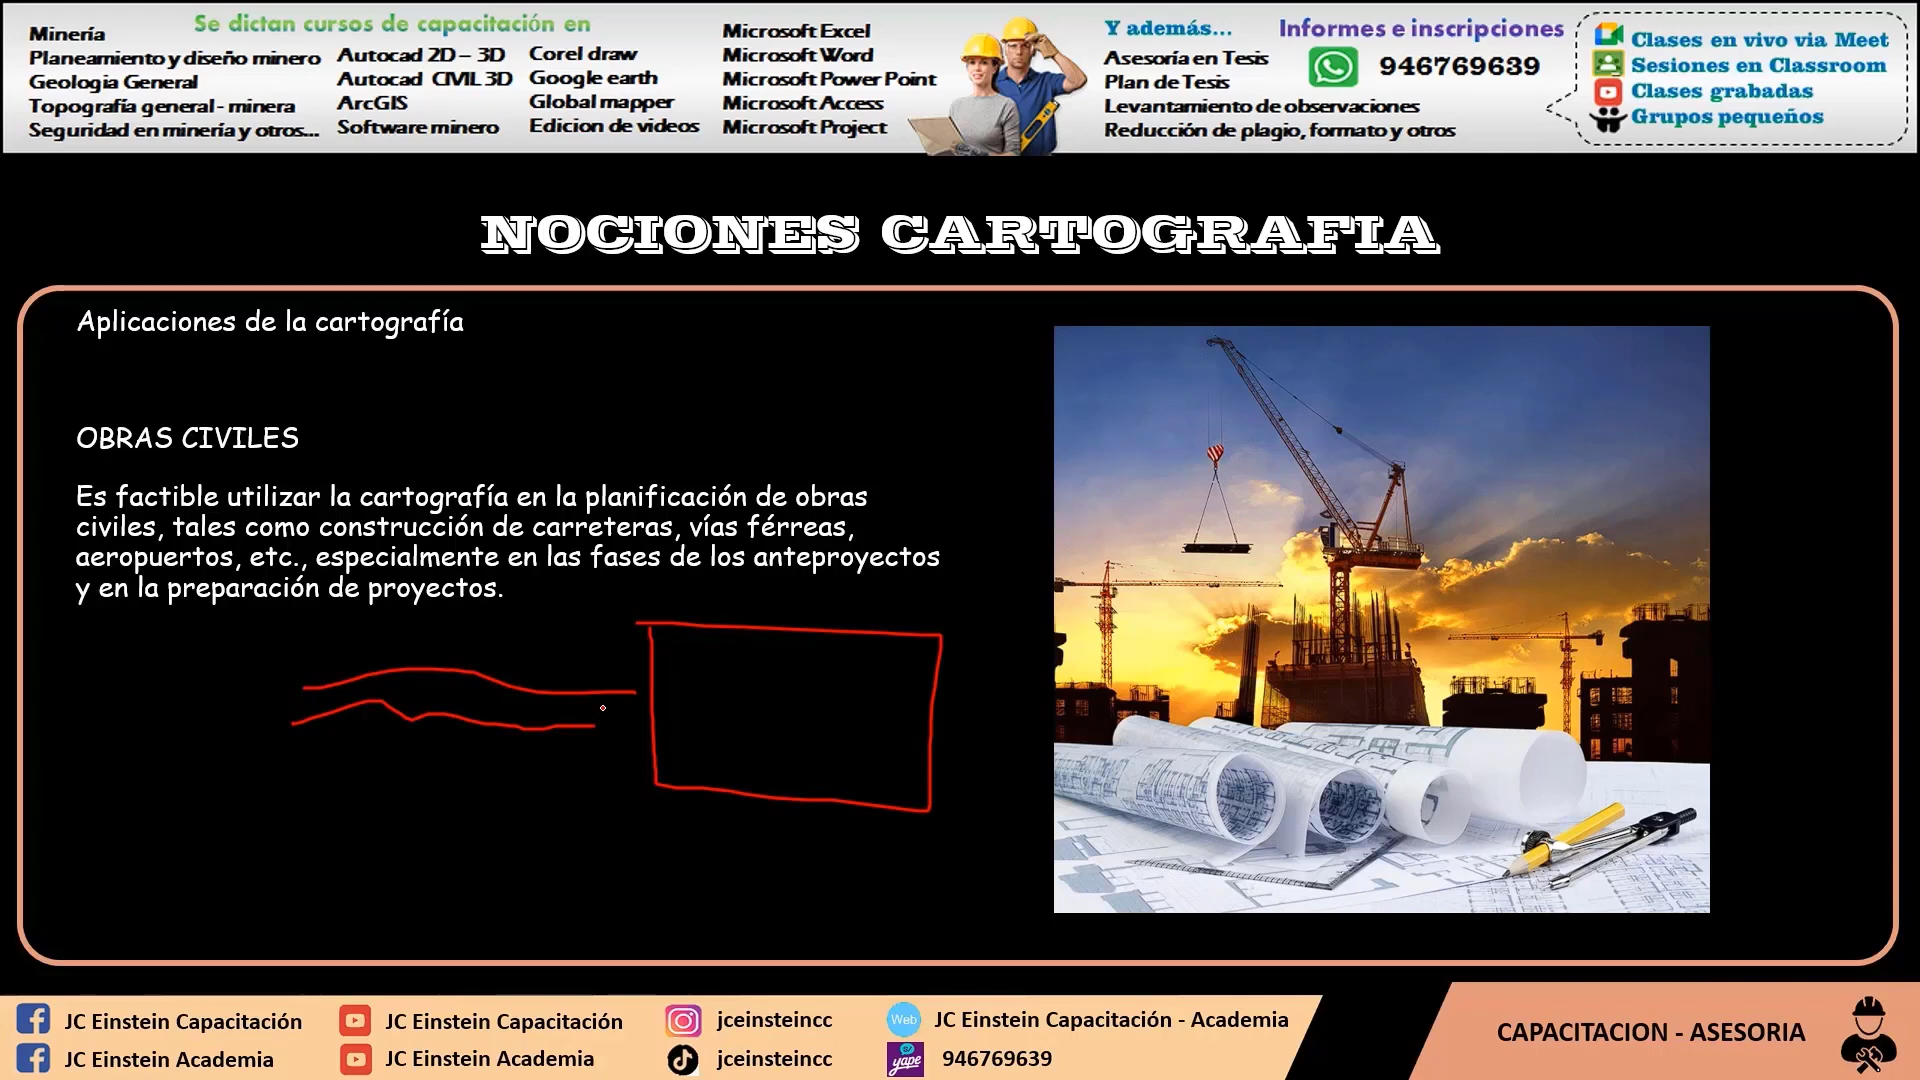 Se dictan cursos de capacitación en
Minería
Planeamiento y diseño minero
Geologia General
Topografía general - minera
Seguridad en minería y otros...
Autocad 2D – 3D
Autocad CIVIL 3D
ArcGIS
Software minero
Corel draw
Google earth
Global mapper
Edicion de videos
Microsoft Excel
Microsoft Word
Microsoft Power Point
Microsoft Access
Microsoft Project
Y además...
Asesoría en Tesis
Plan de Tesis
Levantamiento de observaciones
Reducción de plagio, formato y otros
Informes e inscripciones
946769639
Clases en vivo via Meet
Sesiones en Classroom
Clases grabadas
Grupos pequeños
NOCIONES CARTOGRAFIA
Aplicaciones de la cartografía
OBRAS CIVILES
Es factible utilizar la cartografía en la planificación de obras
civiles, tales como construcción de carreteras, vías férreas,
aeropuertos, etc., especialmente en las fases de los anteproyectos
y en la preparación de proyectos.
JC Einstein Capacitación
JC Einstein Academia
JC Einstein Capacitación
JC Einstein Academia
jceinsteincc
jceinsteincc
Web
JC Einstein Capacitación - Academia
yape
946769639
CAPACITACION - ASESORIA